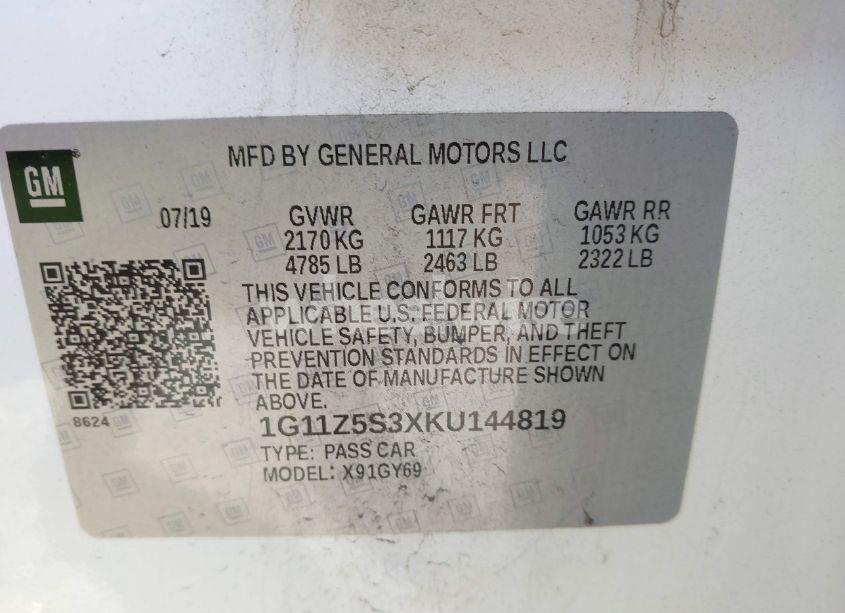 MFD BY GENERAL MOTORS LLC
GM
07/19 GVWR GAWR FRT GAWR RR
2170 KG 1117 KG 1053 KG
4785 LB 2463 LB 2322 LB
THIS VEHICLE CONFORMS TO ALL
APPLICABLE U.S. FEDERAL MOTOR
VEHICLE SAFETY, BUMPER, AND THEFT
PREVENTION STANDARDS IN EFFECT ON
THE DATE OF MANUFACTURE SHOWN
ABOVE.
8624
1G11Z5S3XKU144819
TYPE: PASS CAR
MODEL: X91GY69